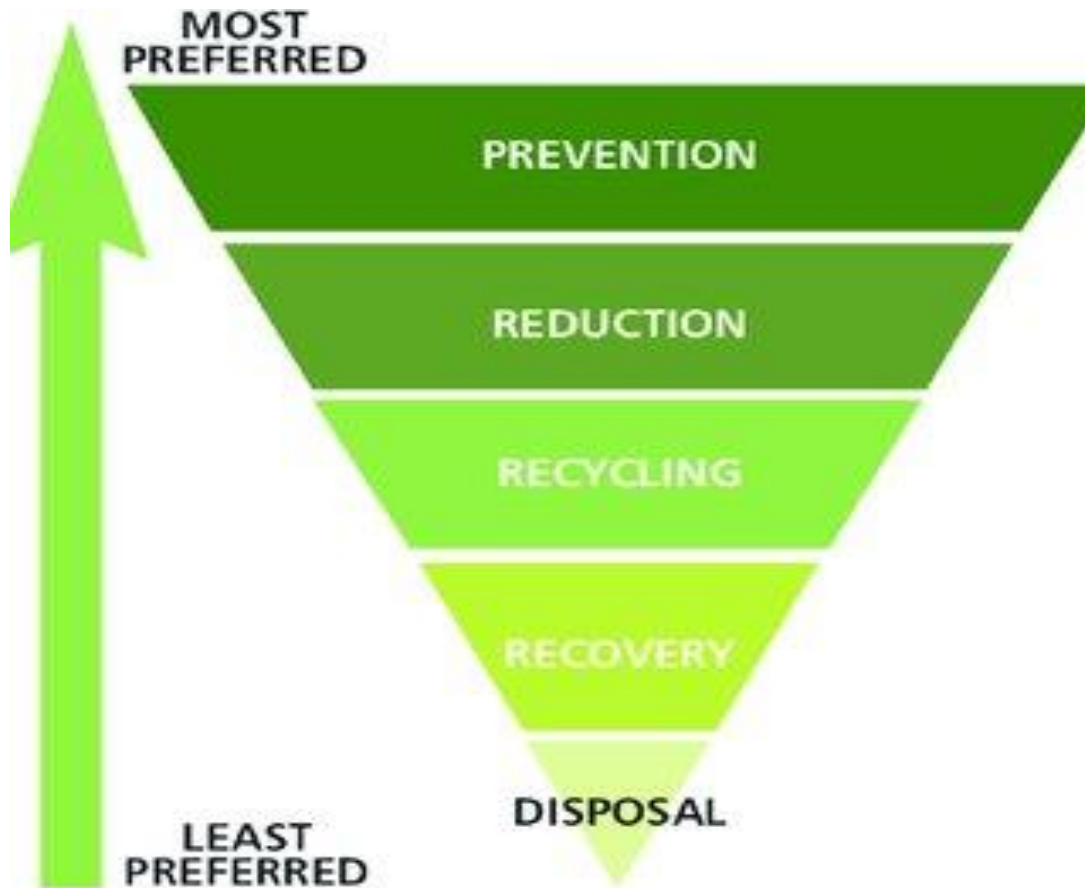 MOST
PREFERRED
PREVENTION
REDUCTION
RECYCLING
RECOVERY
DISPOSAL
LEAST
PREFERRED